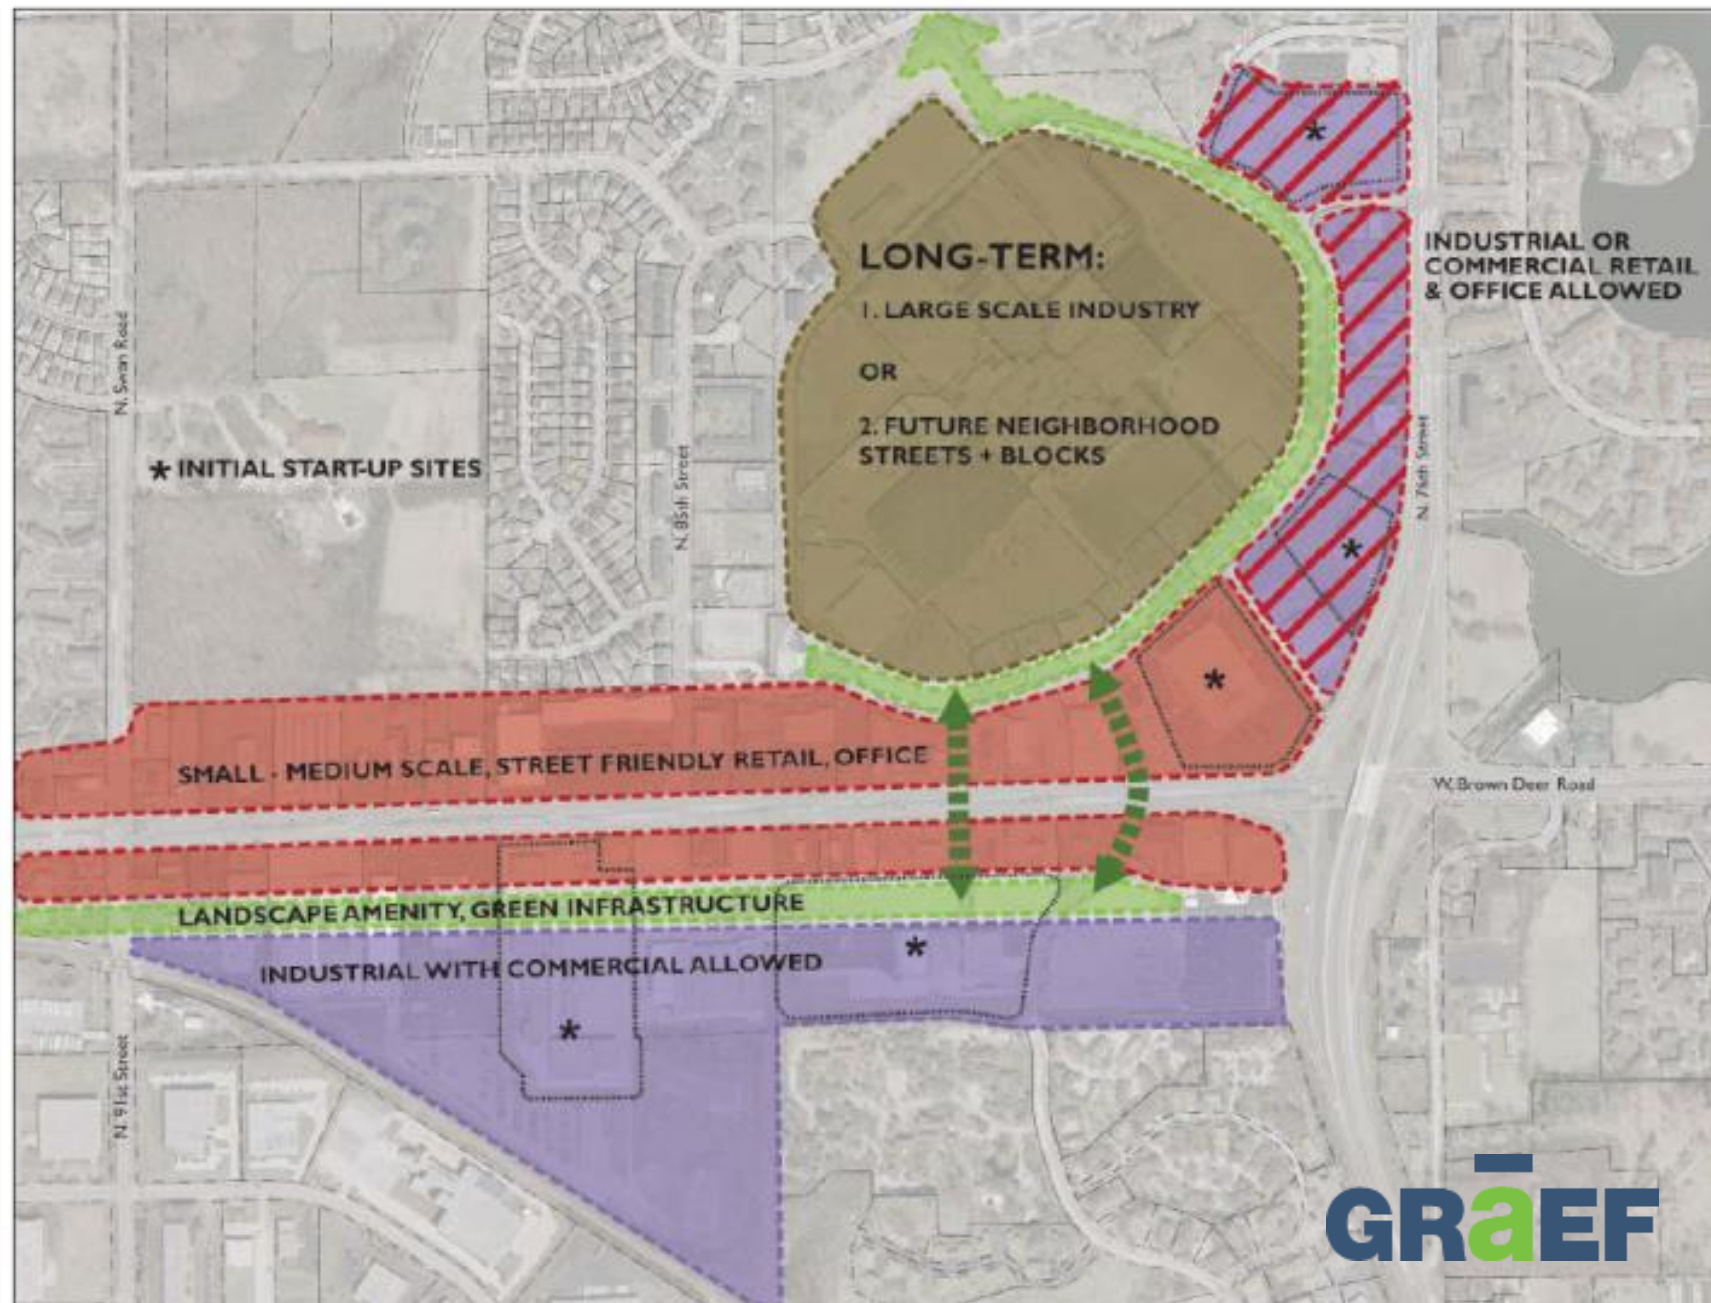 LONG-TERM:
1. LARGE SCALE INDUSTRY
OR
2. FUTURE NEIGHBORHOOD
STREETS + BLOCKS
INDUSTRIAL OR
COMMERCIAL RETAIL
& OFFICE ALLOWED
N. Swan Road
* INITIAL START-UP SITES
N. 85th Street
N. 76th Street
*
*
*
SMALL - MEDIUM SCALE, STREET FRIENDLY RETAIL, OFFICE
W. Brown Deer Road
LANDSCAPE AMENITY, GREEN INFRASTRUCTURE
INDUSTRIAL WITH COMMERCIAL ALLOWED
*
*
N. 91st Street
GRāEF